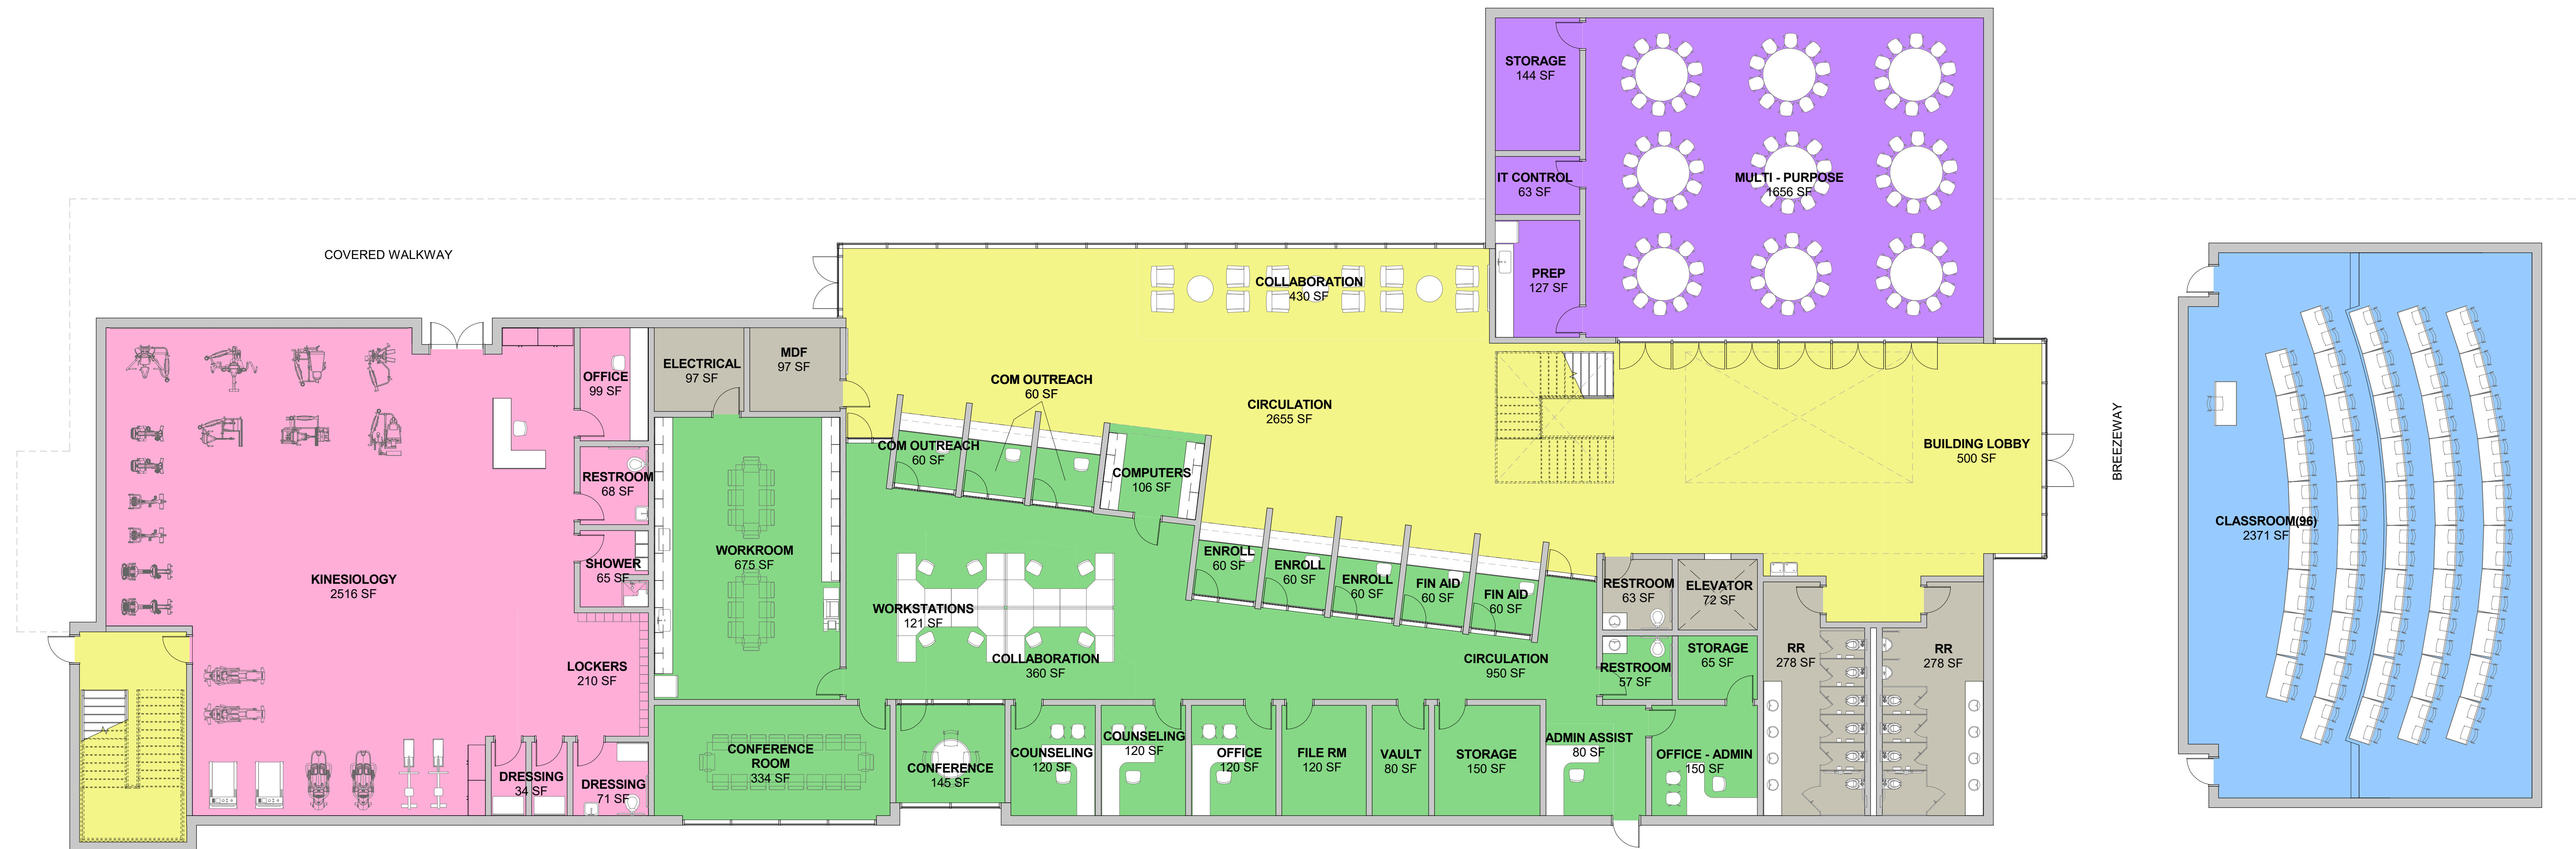 STORAGE
144 SF
IT CONTROL
63 SF
MULTI - PURPOSE
1656 SF
PREP
127 SF
COVERED WALKWAY
COLLABORATION
430 SF
ELECTRICAL
97 SF
MDF
97 SF
OFFICE
99 SF
COM OUTREACH
60 SF
CIRCULATION
2655 SF
BUILDING LOBBY
500 SF
BREEZEWAY
COM OUTREACH
60 SF
COMPUTERS
106 SF
RESTROOM
68 SF
CLASSROOM(96)
2371 SF
WORKROOM
675 SF
ENROLL
60 SF
ENROLL
60 SF
ENROLL
60 SF
FIN AID
60 SF
FIN AID
60 SF
SHOWER
65 SF
KINESIOLOGY
2516 SF
RESTROOM
63 SF
ELEVATOR
72 SF
WORKSTATIONS
121 SF
COLLABORATION
360 SF
CIRCULATION
950 SF
LOCKERS
210 SF
RESTROOM
57 SF
STORAGE
65 SF
RR
278 SF
RR
278 SF
DRESSING
34 SF
DRESSING
71 SF
CONFERENCE
ROOM
334 SF
CONFERENCE
145 SF
COUNSELING
120 SF
COUNSELING
120 SF
OFFICE
120 SF
FILE RM
120 SF
VAULT
80 SF
STORAGE
150 SF
ADMIN ASSIST
80 SF
OFFICE - ADMIN
150 SF